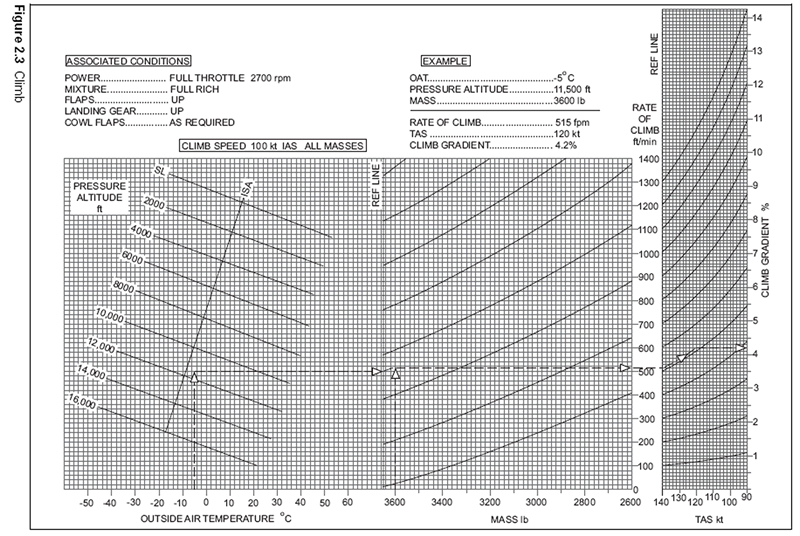 Figure 2.3 Climb
ASSOCIATED CONDITIONS
POWER.......................... FULL THROTTLE 2700 rpm
MIXTURE....................... FULL RICH
FLAPS............................ UP
LANDING GEAR........... UP
COWL FLAPS................ AS REQUIRED
EXAMPLE
OAT.......................................-5°C
PRESSURE ALTITUDE.......11,500 ft
MASS....................................3600 lb
RATE OF CLIMB..................515 fpm
TAS ......................................120 kt
CLIMB GRADIENT...............4.2%
CLIMB SPEED 100 kt IAS ALL MASSES
PRESSURE
ALTITUDE
ft
SL
2000
4000
6000
8000
10,000
12,000
14,000
16,000
ISA
REF LINE
REF LINE
RATE
OF
CLIMB
ft/min
1400
1300
1200
1100
1000
900
800
700
600
500
400
300
200
100
0
14
13
12
11
10
9
8
7
6
5
4
3
2
1
CLIMB GRADIENT %
-50 -40 -30 -20 -10 0 10 20 30 40 50 60
3600 3400 3200 3000 2800 2600
140 130 120 110 100 90
OUTSIDE AIR TEMPERATURE °C
MASS lb
TAS kt